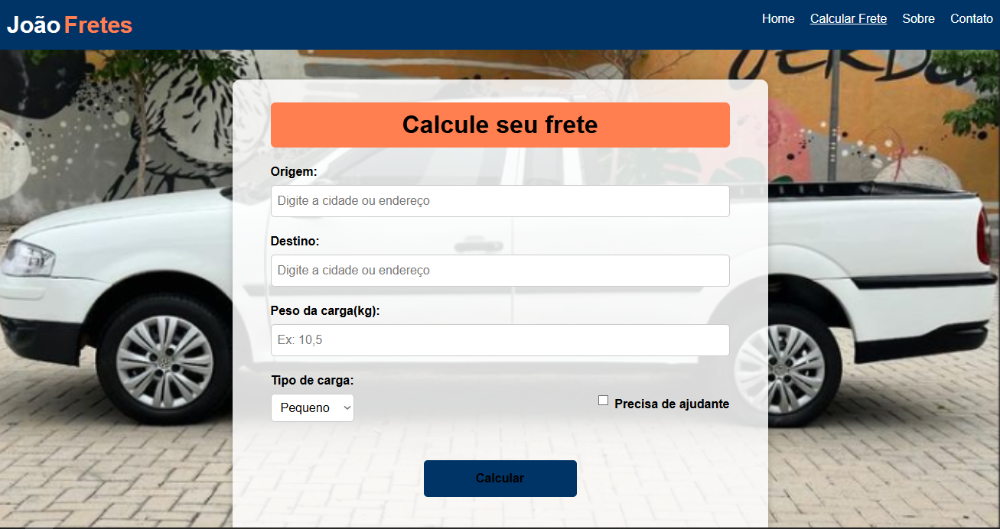 João Fretes
Home Calcular Frete Sobre Contato
Calcule seu frete
Origem:
Digite a cidade ou endereço
Destino:
Digite a cidade ou endereço
Peso da carga(kg):
Ex: 10,5
Tipo de carga:
Pequeno
Precisa de ajudante
Calcular